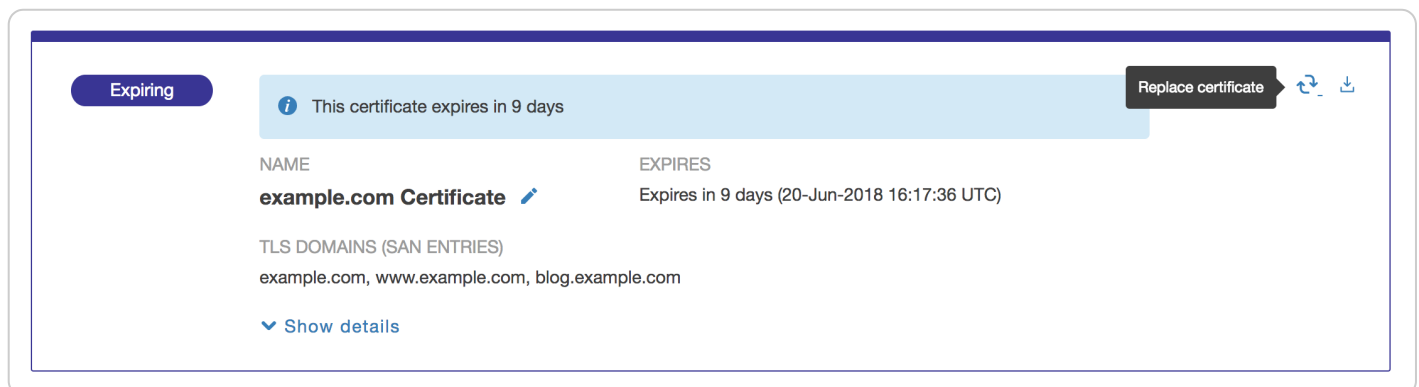 Expiring
This certificate expires in 9 days
Replace certificate
NAME
example.com Certificate
EXPIRES
Expires in 9 days (20-Jun-2018 16:17:36 UTC)
TLS DOMAINS (SAN ENTRIES)
example.com, www.example.com, blog.example.com
Show details